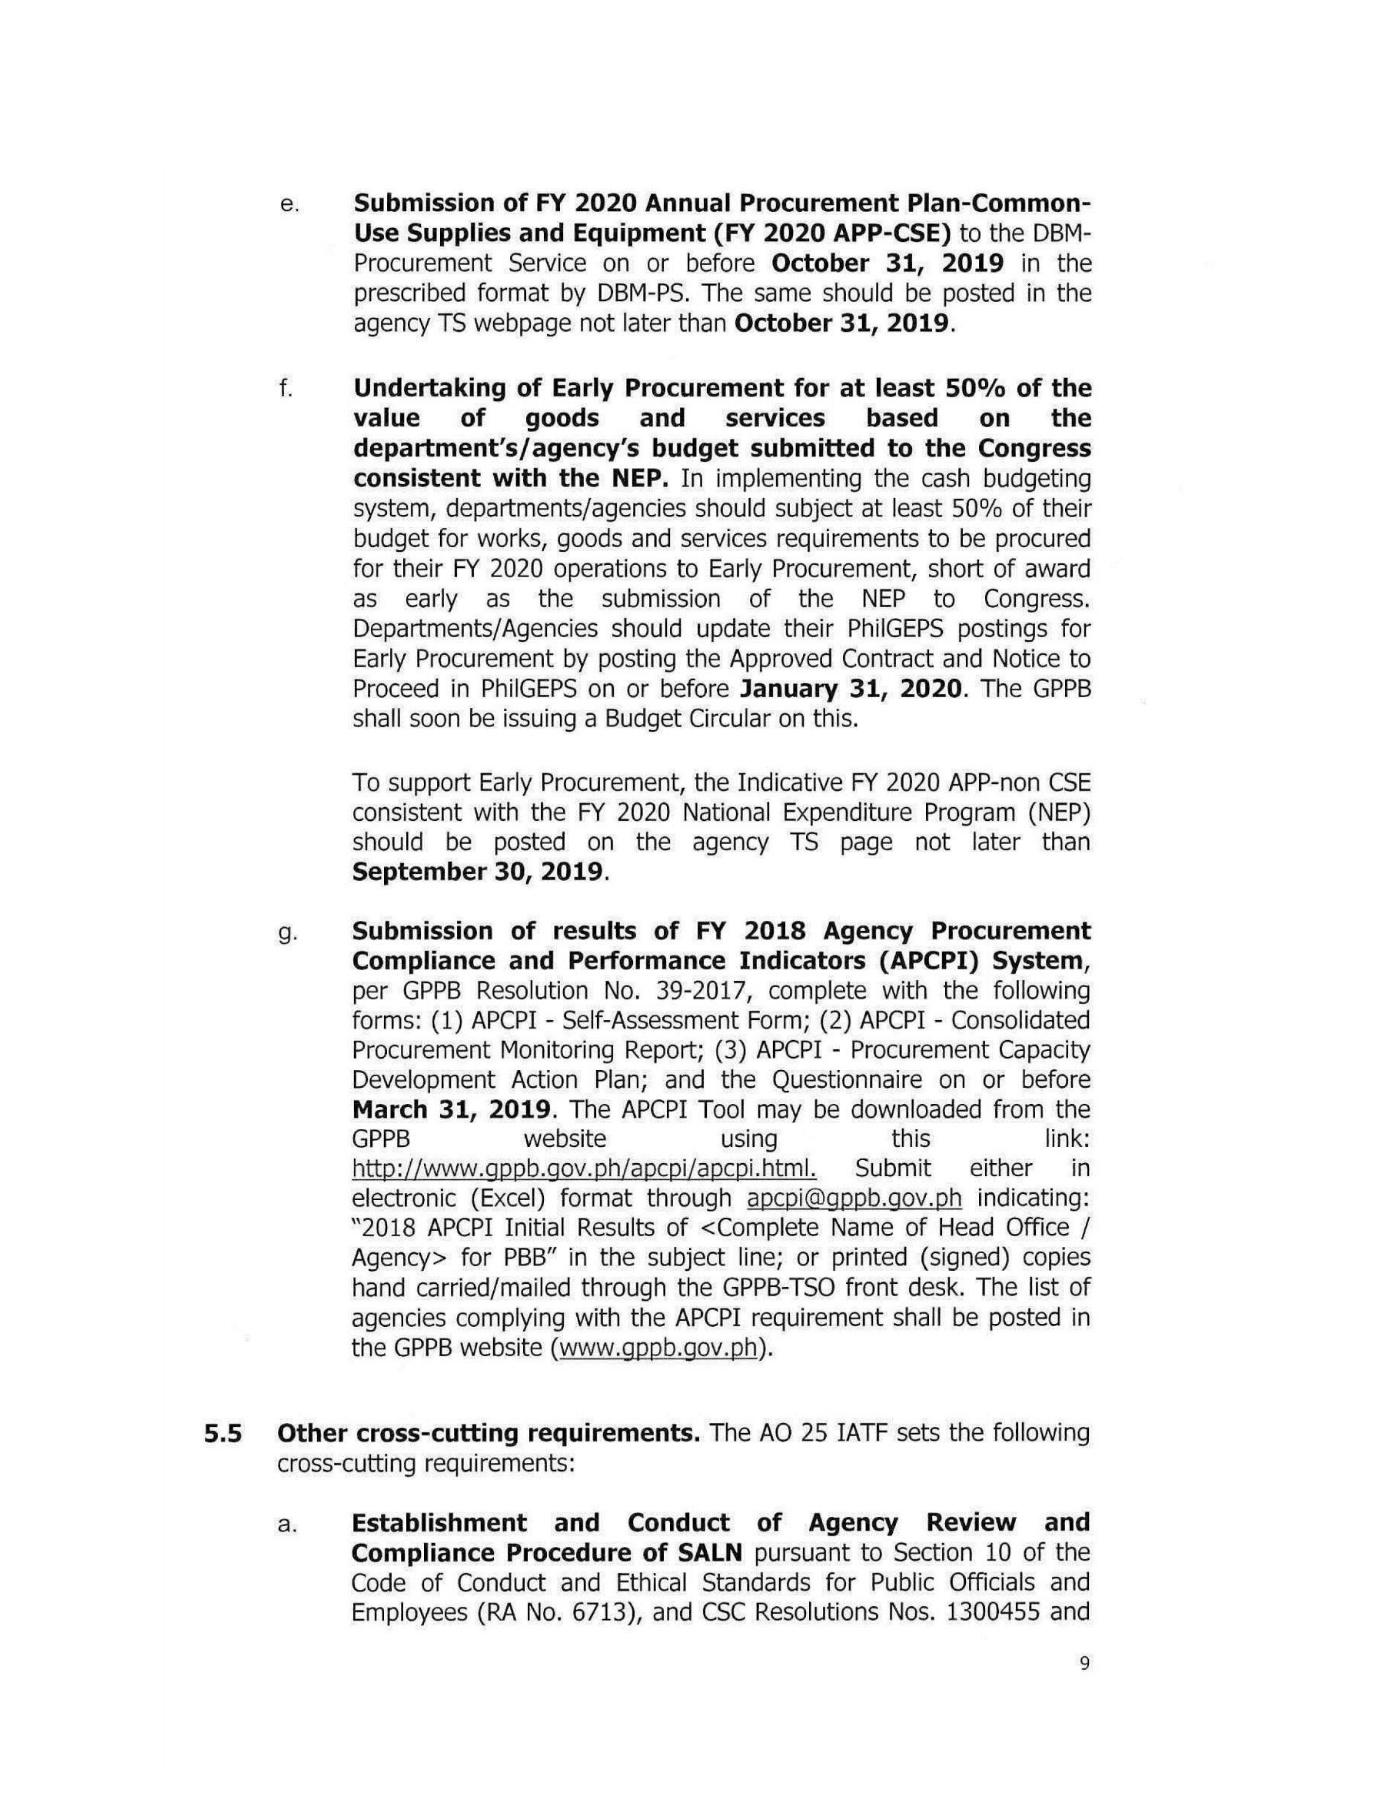 e. Submission of FY 2020 Annual Procurement Plan-Common-
Use Supplies and Equipment (FY 2020 APP-CSE) to the DBM-
Procurement Service on or before October 31, 2019 in the
prescribed format by DBM-PS. The same should be posted in the
agency TS webpage not later than October 31, 2019.
f. Undertaking of Early Procurement for at least 50% of the
value of goods and services based on the
department's/agency's budget submitted to the Congress
consistent with the NEP. In implementing the cash budgeting
system, departments/agencies should subject at least 50% of their
budget for works, goods and services requirements to be procured
for their FY 2020 operations to Early Procurement, short of award
as early as the submission of the NEP to Congress.
Departments/Agencies should update their PhilGEPS postings for
Early Procurement by posting the Approved Contract and Notice to
Proceed in PhilGEPS on or before January 31, 2020. The GPPB
shall soon be issuing a Budget Circular on this.
To support Early Procurement, the Indicative FY 2020 APP-non CSE
consistent with the FY 2020 National Expenditure Program (NEP)
should be posted on the agency TS page not later than
September 30, 2019.
g. Submission of results of FY 2018 Agency Procurement
Compliance and Performance Indicators (APCPI) System,
per GPPB Resolution No. 39-2017, complete with the following
forms: (1) APCPI - Self-Assessment Form; (2) APCPI - Consolidated
Procurement Monitoring Report; (3) APCPI - Procurement Capacity
Development Action Plan; and the Questionnaire on or before
March 31, 2019. The APCPI Tool may be downloaded from the
GPPB website using this link:
http://www.gppb.gov.ph/apcpi/apcpi.html. Submit either in
electronic (Excel) format through apcpi@gppb.gov.ph indicating:
"2018 APCPI Initial Results of <Complete Name of Head Office /
Agency> for PBB" in the subject line; or printed (signed) copies
hand carried/mailed through the GPPB-TSO front desk. The list of
agencies complying with the APCPI requirement shall be posted in
the GPPB website (www.gppb.gov.ph).
5.5 Other cross-cutting requirements. The AO 25 IATF sets the following
cross-cutting requirements:
a. Establishment and Conduct of Agency Review and
Compliance Procedure of SALN pursuant to Section 10 of the
Code of Conduct and Ethical Standards for Public Officials and
Employees (RA No. 6713), and CSC Resolutions Nos. 1300455 and
9